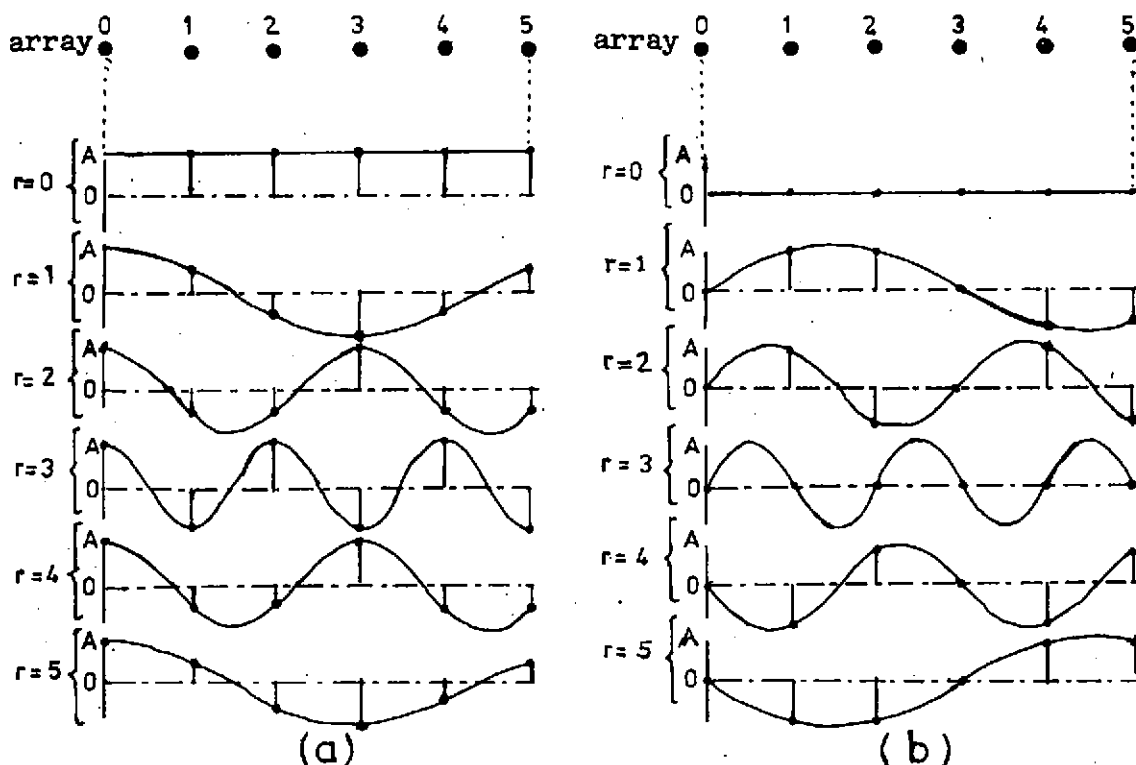 0 1 2 3 4 5
array
r=0 { A 0
r=1 { A 0
r=2 { A 0
r=3 { A 0
r=4 { A 0
r=5 { A 0
(a)
0 1 2 3 4 5
array
r=0 { A 0
r=1 { A 0
r=2 { A 0
r=3 { A 0
r=4 { A 0
r=5 { A 0
(b)